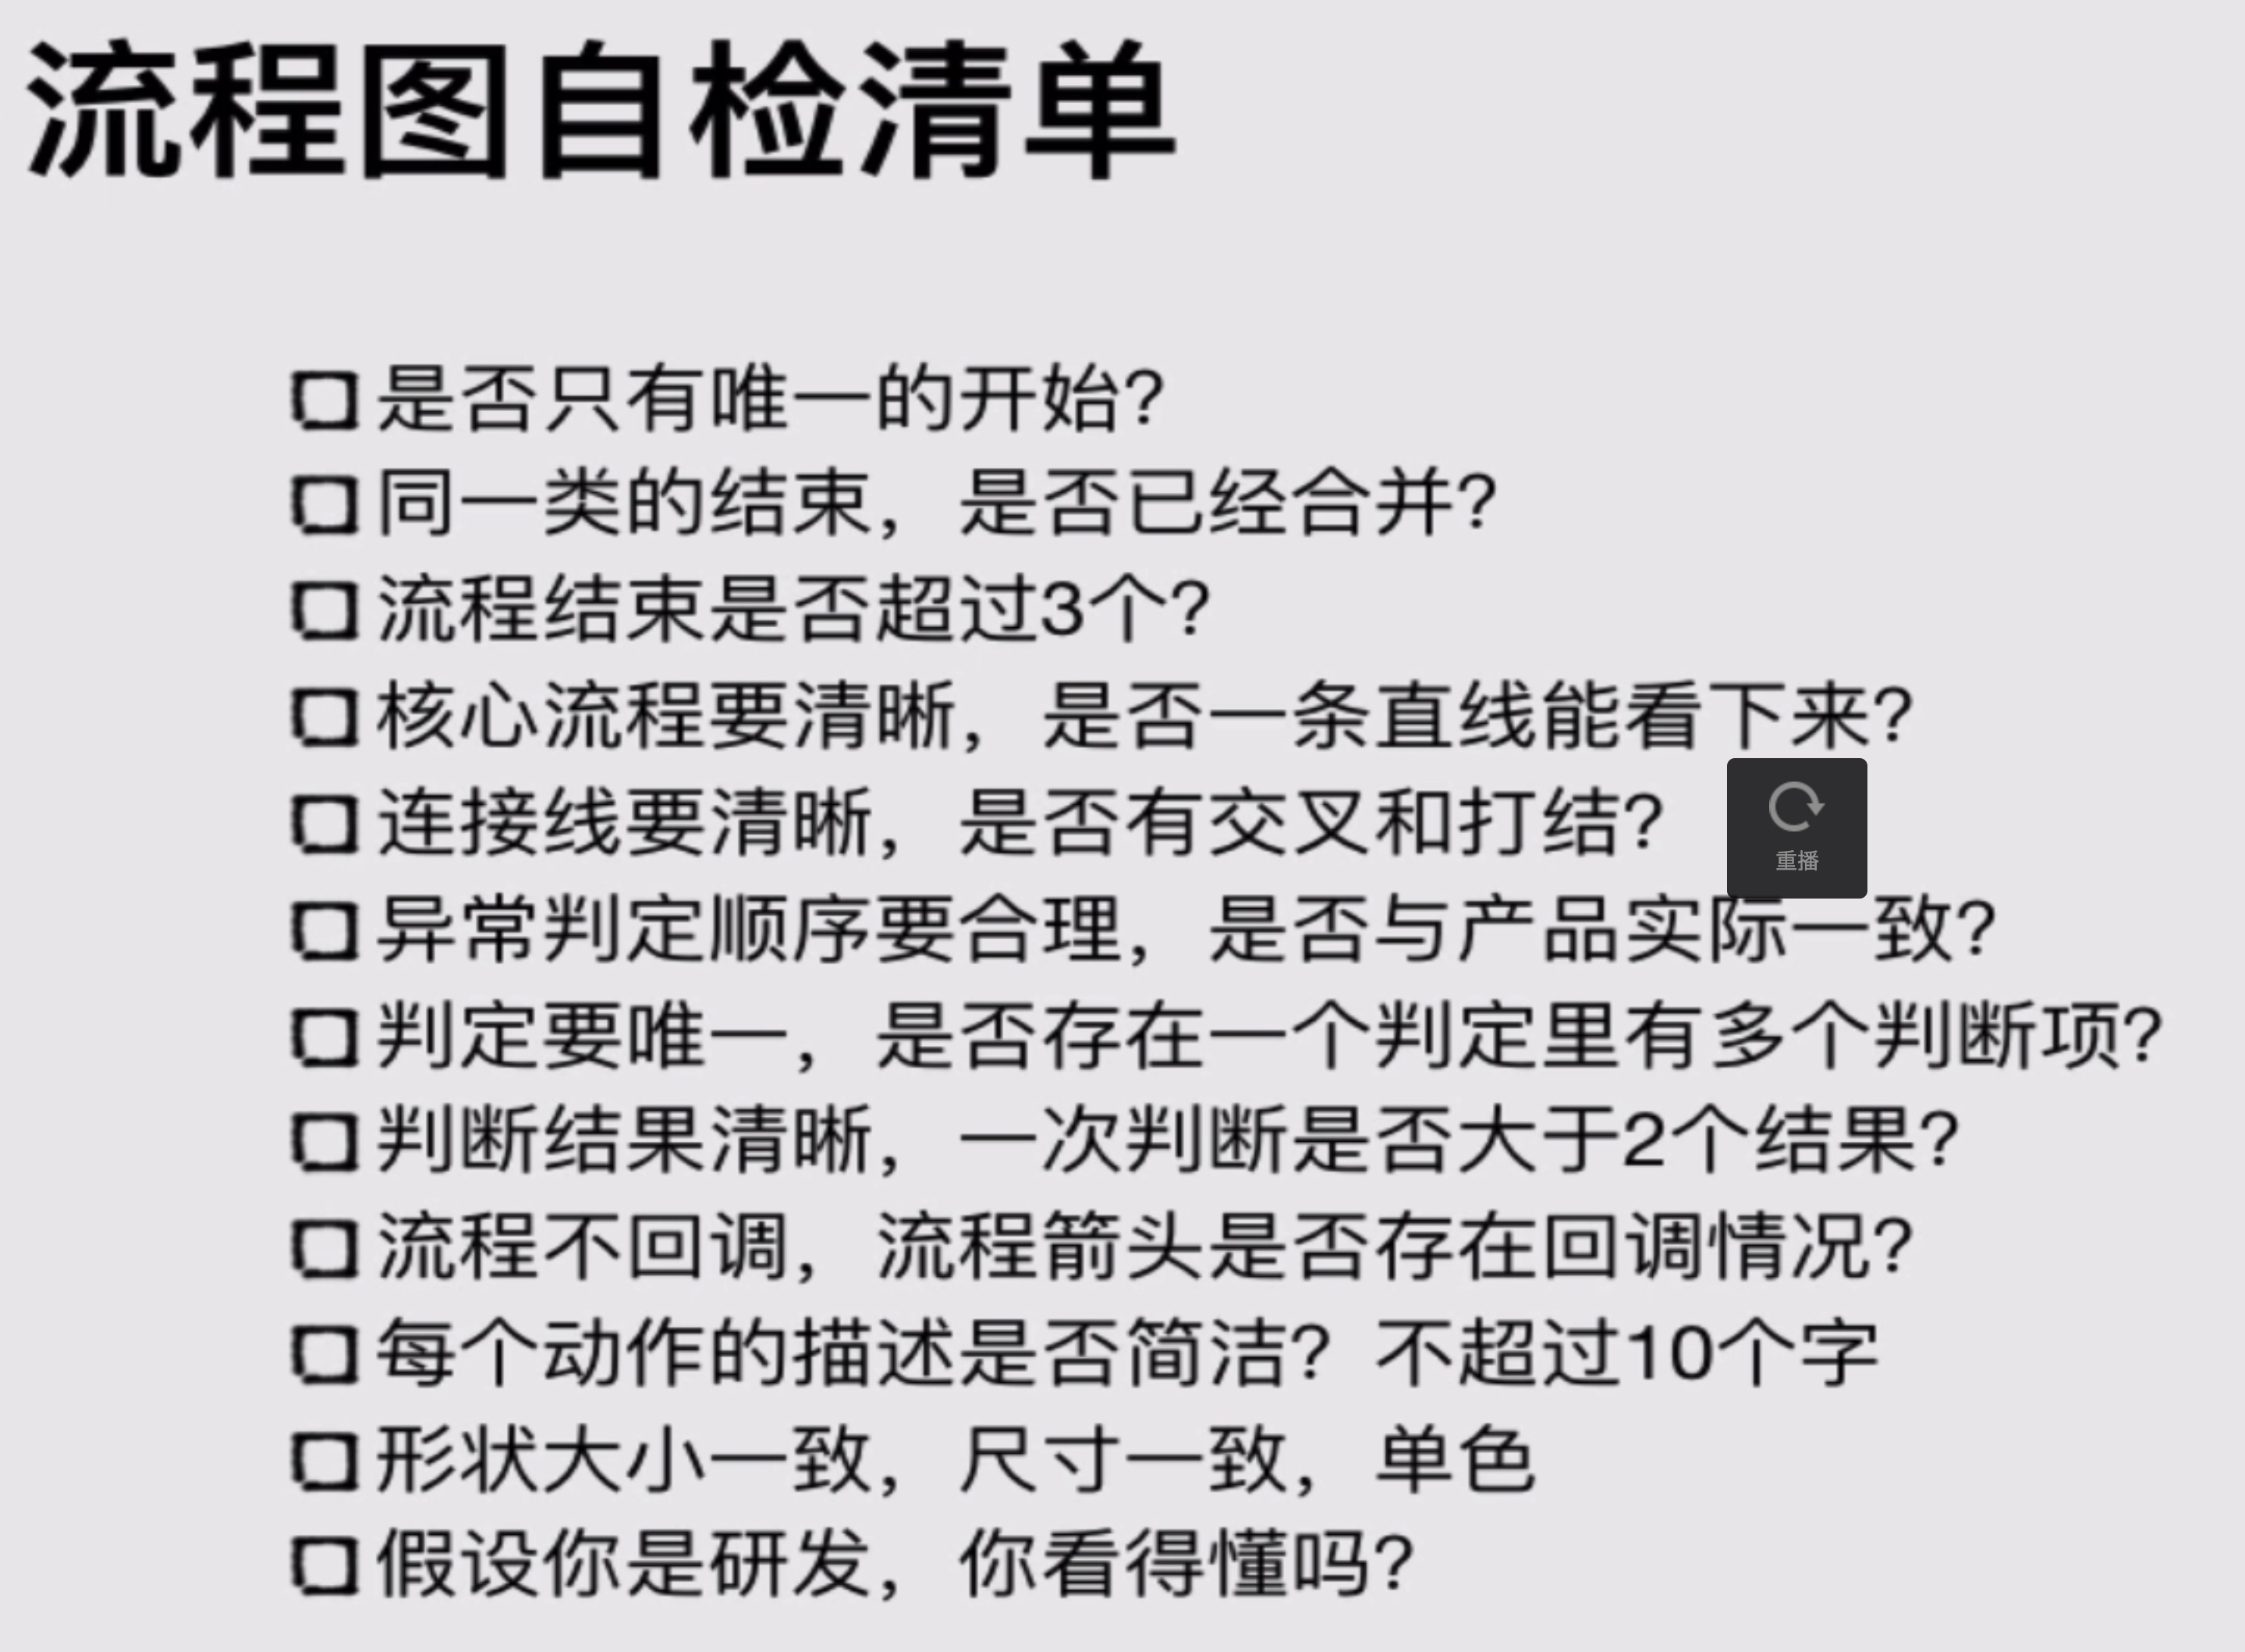 流程图自检清单
是否只有唯一的开始?
同一类的结束，是否已经合并?
流程结束是否超过3个?
核心流程要清晰，是否一条直线能看下来?
连接线要清晰，是否有交叉和打结?
重播
异常判定顺序要合理，是否与产品实际一致?
判定要唯一，是否存在一个判定里有多个判断项?
判断结果清晰，一次判断是否大于2个结果?
流程不回调，流程箭头是否存在回调情况?
每个动作的描述是否简洁? 不超过10个字
形状大小一致，尺寸一致，单色
假设你是研发，你看得懂吗?